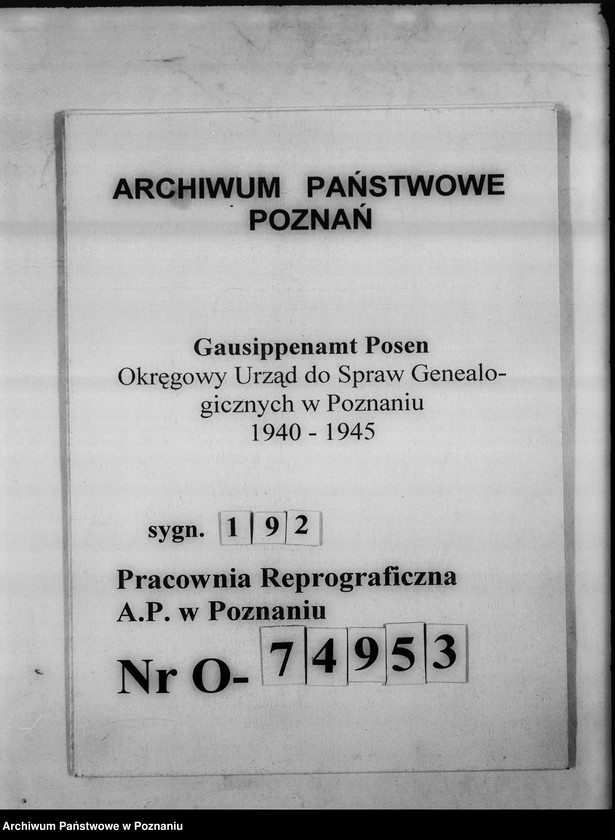 ARCHIWUM PAŃSTWOWE
POZNAŃ
Gausippenamt Posen
Okręgowy Urząd do Spraw Genealo-
gicznych w Poznaniu
1940 - 1945
sygn. 192
Pracownia Reprograficzna
A.P. w Poznaniu
Nr O- 74953
Archiwum Państwowe w Poznaniu